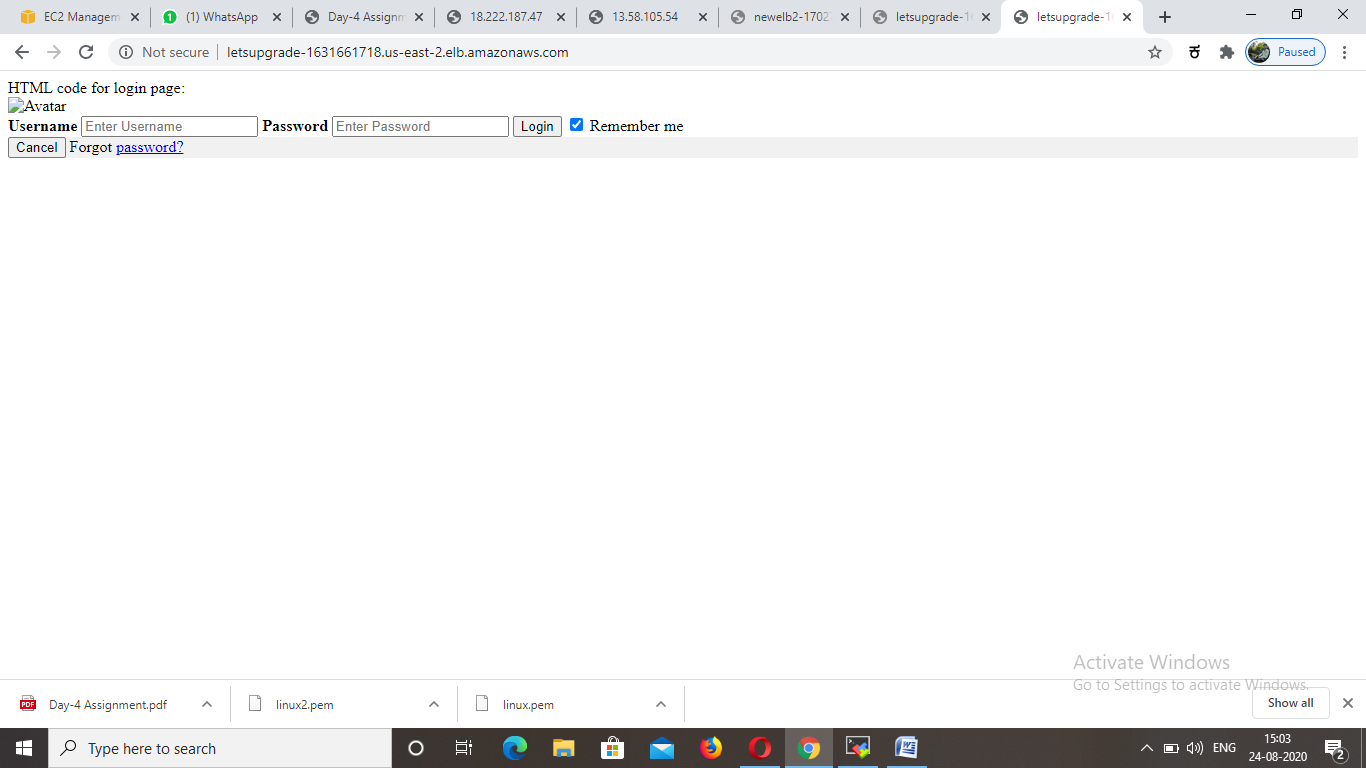 EC2 Managem
1 (1) WhatsApp
Day-4 Assignm
18.222.187.47
13.58.105.54
newelb2-1702
letsupgrade-1
letsupgrade-1
Not secure letsupgrade-1631661718.us-east-2.elb.amazonaws.com
ಕ
Paused
HTML code for login page:
Avatar
Username Enter Username Password Enter Password Login Remember me
Cancel Forgot password?
Activate Windows
Go to Settings to activate Windows.
PDF Day-4 Assignment.pdf linux2.pem linux.pem Show all
Type here to search
W
ENG
15:03
24-08-2020
2